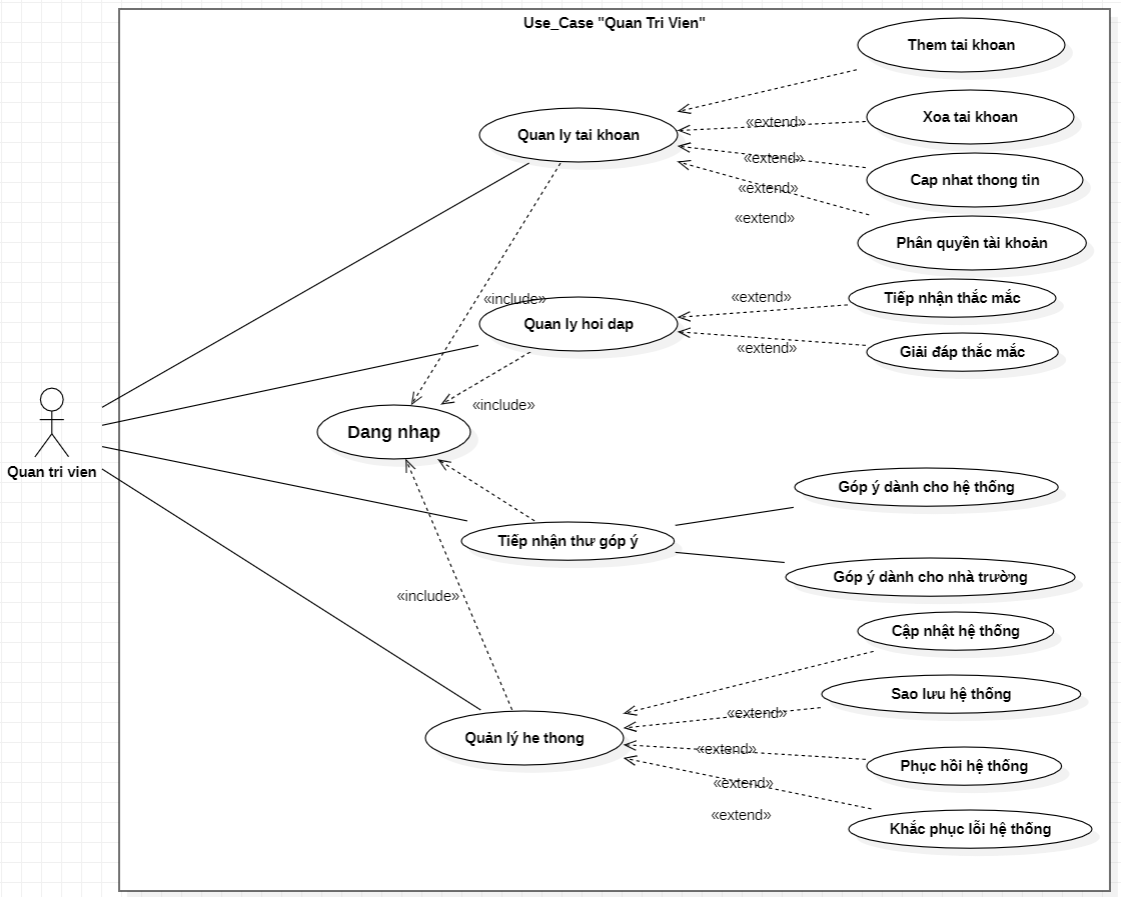 Use_Case "Quan Tri Vien"
Them tai khoan
Quan ly tai khoan
«extend»
Xoa tai khoan
«extend»
Cap nhat thong tin
«extend»
«extend»
Phân quyền tài khoản
«include»
Quan ly hoi dap
«extend»
Tiếp nhận thắc mắc
«extend»
Giải đáp thắc mắc
«include»
Dang nhap
Quan tri vien
Góp ý dành cho hệ thống
Tiếp nhận thư góp ý
Góp ý dành cho nhà trường
«include»
Cập nhật hệ thống
Sao lưu hệ thống
«extend»
Quản lý he thong
«extend»
Phục hồi hệ thống
«extend»
«extend»
Khắc phục lỗi hệ thống